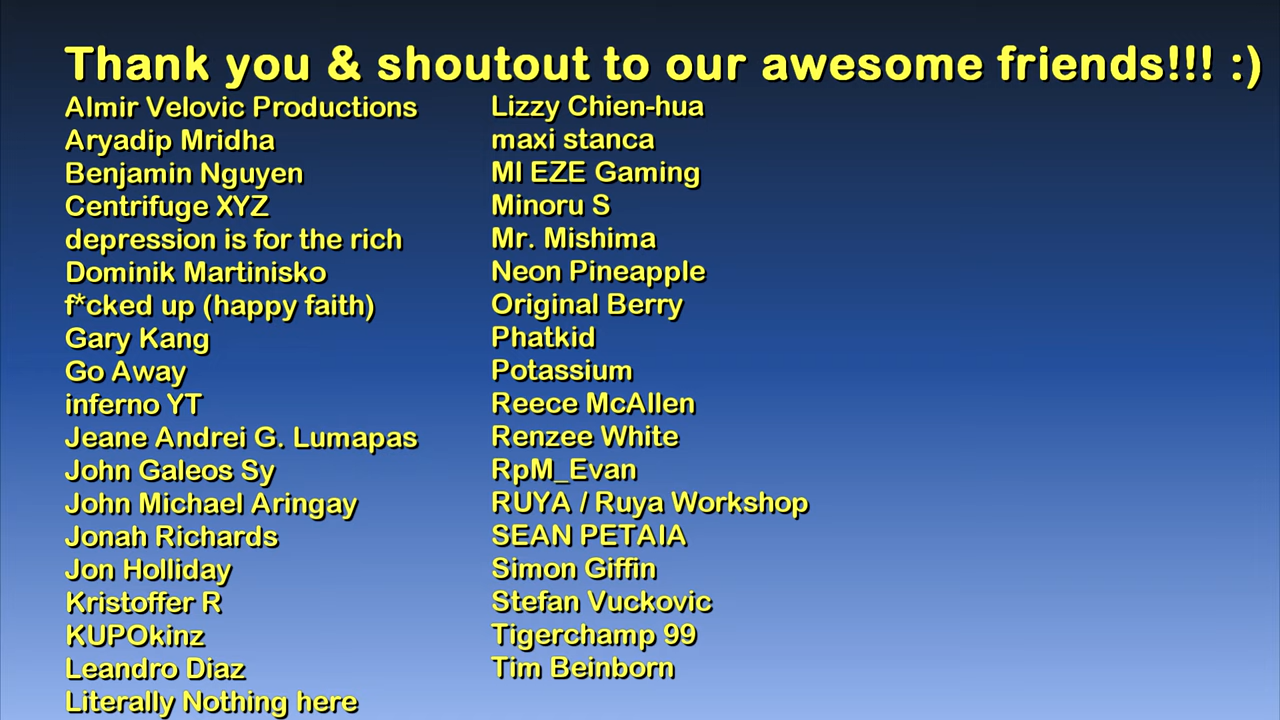 Thank you & shoutout to our awesome friends!!! :)
Almir Velovic Productions
Aryadip Mridha
Benjamin Nguyen
Centrifuge XYZ
depression is for the rich
Dominik Martinisko
f*cked up (happy faith)
Gary Kang
Go Away
inferno YT
Jeane Andrei G. Lumapas
John Galeos Sy
John Michael Aringay
Jonah Richards
Jon Holliday
Kristoffer R
KUPOkinz
Leandro Diaz
Literally Nothing here
Lizzy Chien-hua
maxi stanca
MI EZE Gaming
Minoru S
Mr. Mishima
Neon Pineapple
Original Berry
Phatkid
Potassium
Reece McAllen
Renzee White
RpM_Evan
RUYA / Ruya Workshop
SEAN PETAIA
Simon Giffin
Stefan Vuckovic
Tigerchamp 99
Tim Beinborn